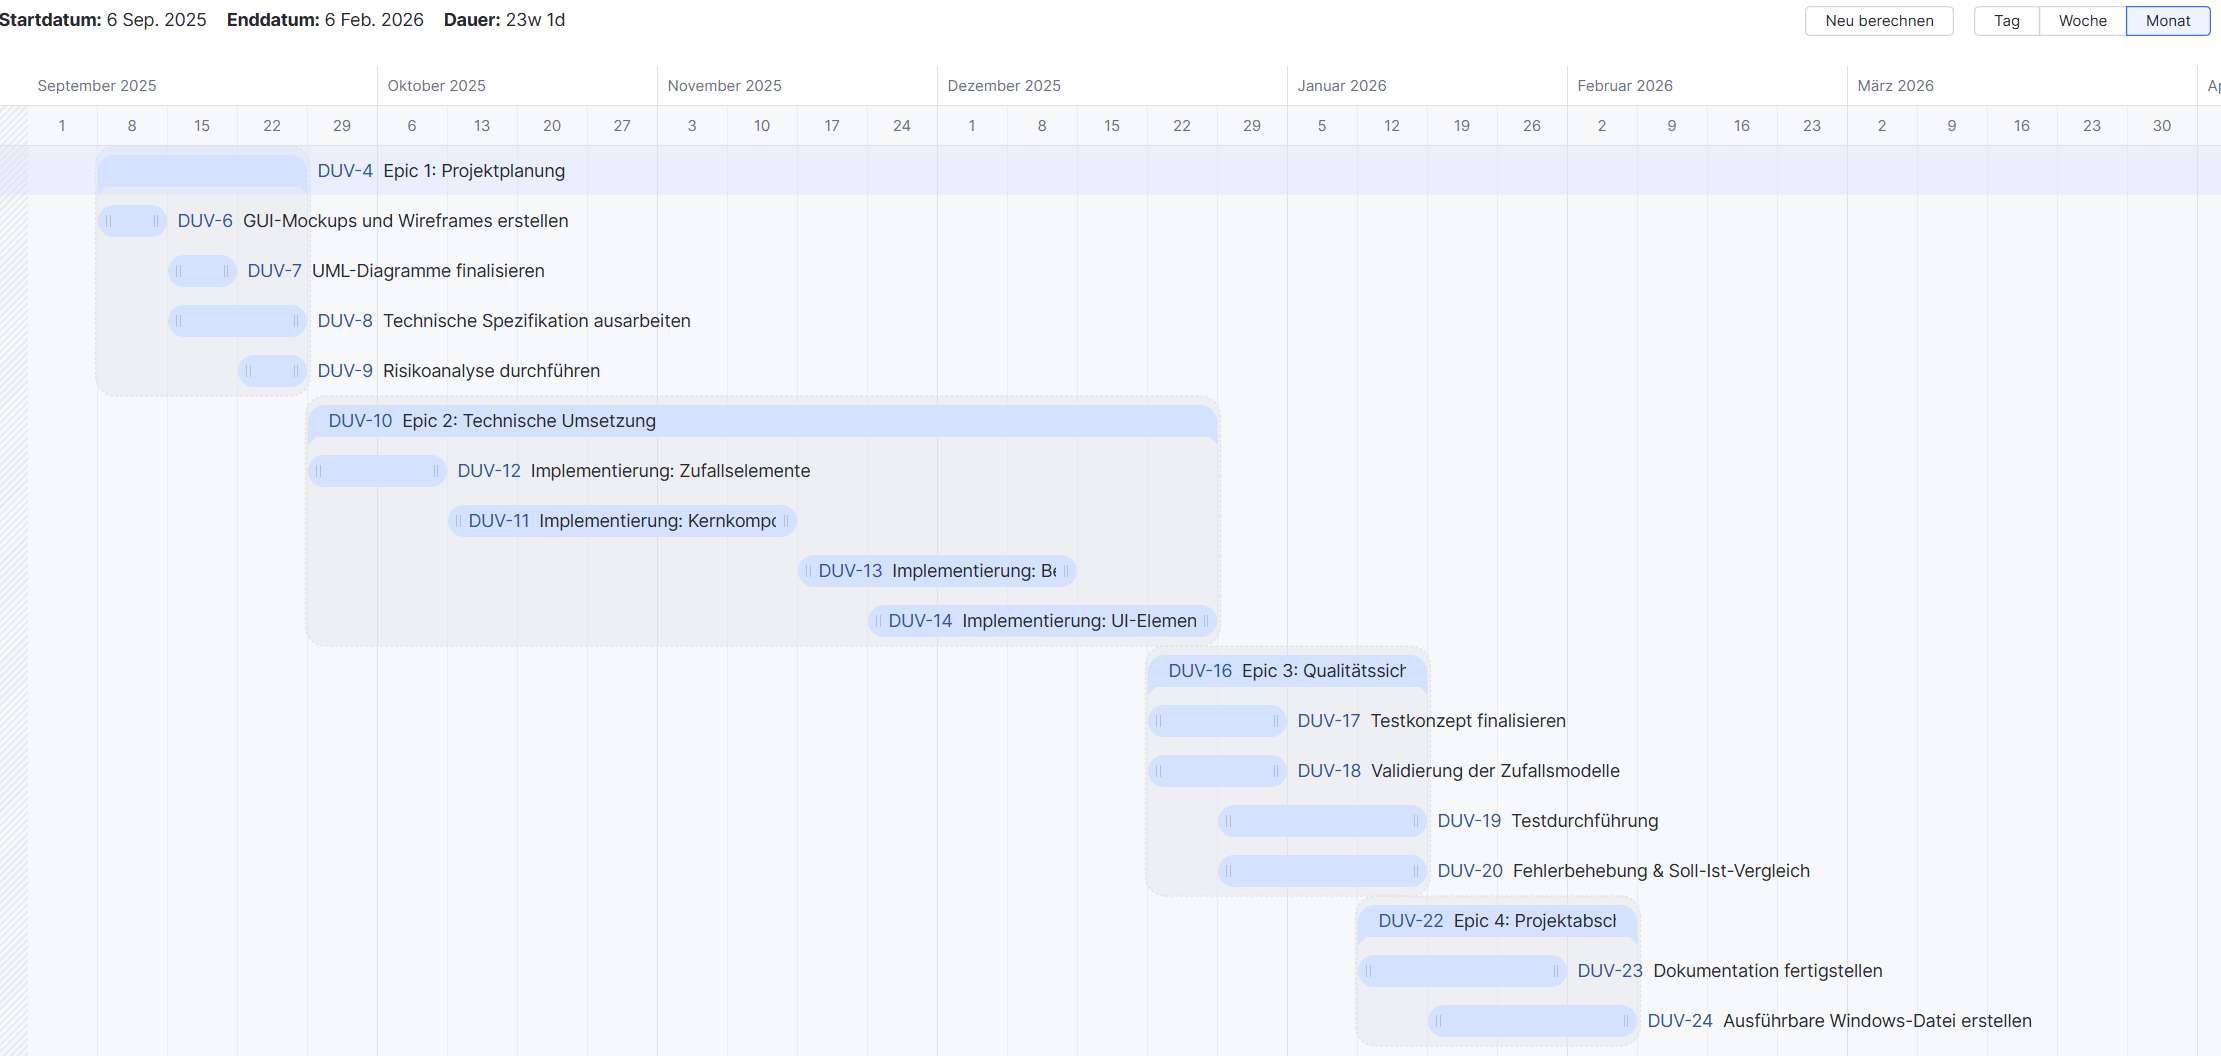 Startdatum: 6 Sep. 2025 Enddatum: 6 Feb. 2026 Dauer: 23w 1d
Neu berechnen Tag Woche Monat
September 2025 Oktober 2025 November 2025 Dezember 2025 Januar 2026 Februar 2026 März 2026 Ap
1 8 15 22 29 6 13 20 27 3 10 17 24 1 8 15 22 29 5 12 19 26 2 9 16 23 2 9 16 23 30
DUV-4 Epic 1: Projektplanung
DUV-6 GUI-Mockups und Wireframes erstellen
DUV-7 UML-Diagramme finalisieren
DUV-8 Technische Spezifikation ausarbeiten
DUV-9 Risikoanalyse durchführen
DUV-10 Epic 2: Technische Umsetzung
DUV-12 Implementierung: Zufallselemente
DUV-11 Implementierung: Kernkompo
DUV-13 Implementierung: Be
DUV-14 Implementierung: UI-Elemen
DUV-16 Epic 3: Qualitätssich
DUV-17 Testkonzept finalisieren
DUV-18 Validierung der Zufallsmodelle
DUV-19 Testdurchführung
DUV-20 Fehlerbehebung & Soll-Ist-Vergleich
DUV-22 Epic 4: Projektabsch
DUV-23 Dokumentation fertigstellen
DUV-24 Ausführbare Windows-Datei erstellen